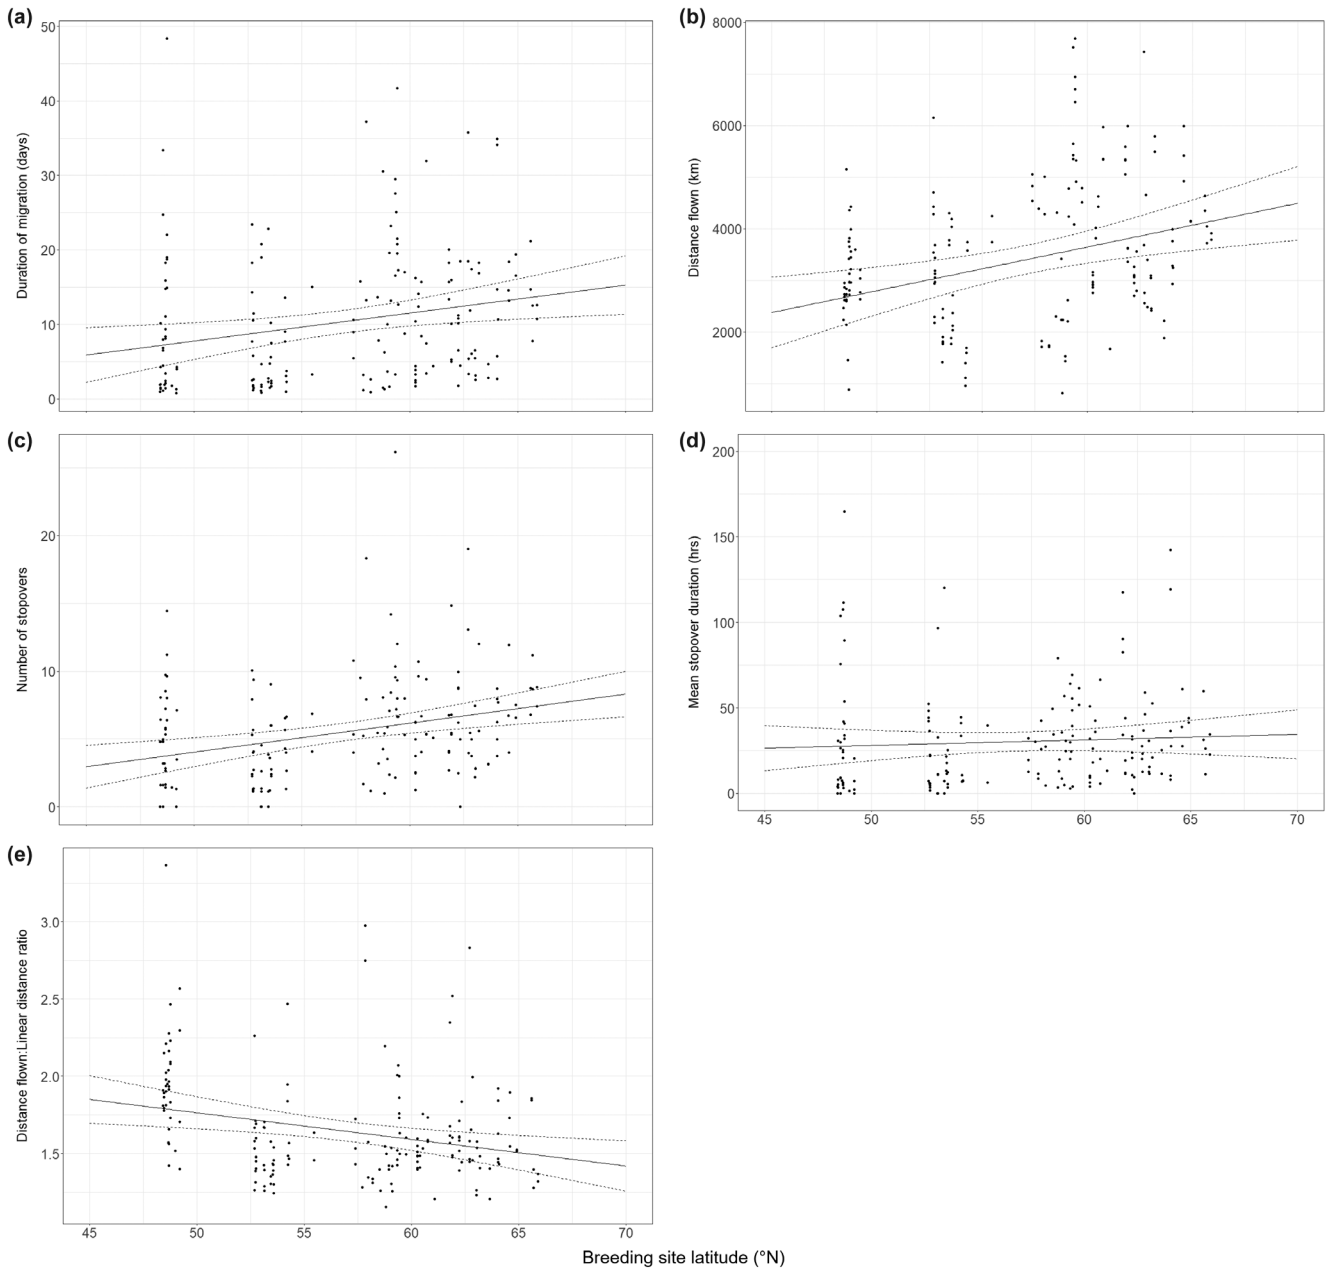 (a)
Duration of migration (days)
50
40
30
20
10
0
(b)
Distance flown (km)
8000
6000
4000
2000
(c)
Number of stopovers
20
10
0
(d)
Mean stopover duration (hrs)
200
150
100
50
0
45 50 55 60 65 70
(e)
Distance flown:Linear distance ratio
3.0
2.5
2.0
1.5
45 50 55 60 65 70
Breeding site latitude (°N)